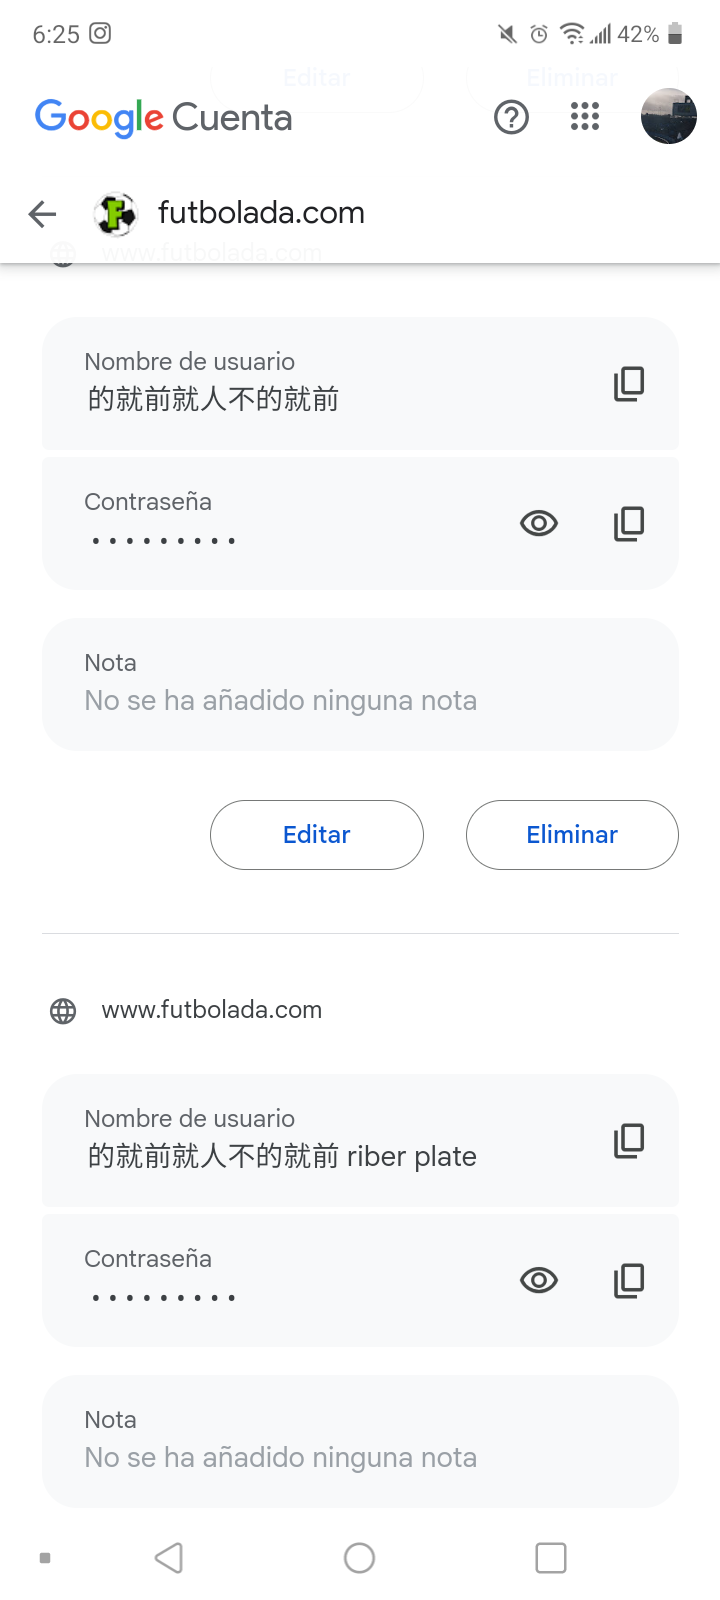 6:25 42%
Editar Eliminar
Google Cuenta
futbolada.com
www.futbolada.com
Nombre de usuario
的就前就人不的就前
Contraseña
•••••••••
Nota
No se ha añadido ninguna nota
Editar Eliminar
www.futbolada.com
Nombre de usuario
的就前就人不的就前 riber plate
Contraseña
•••••••••
Nota
No se ha añadido ninguna nota